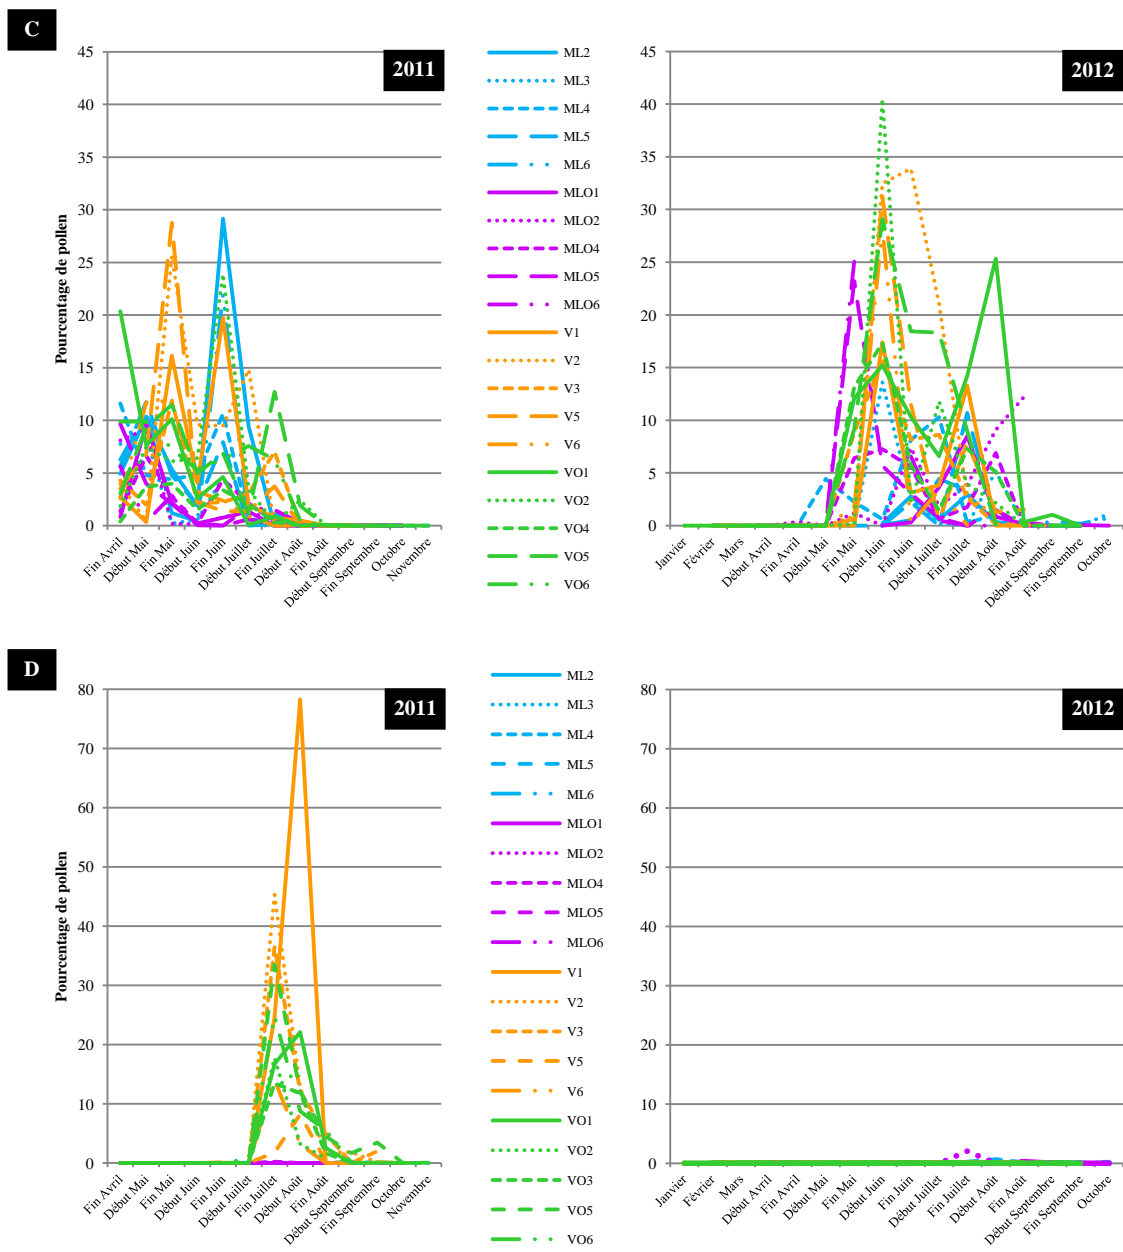 C
2011
2012
Pourcentage de pollen
45
40
35
30
25
20
15
10
5
0
Fin Avril
Début Mai
Fin Mai
Début Juin
Fin Juin
Début Juillet
Fin Juillet
Début Août
Fin Août
Début Septembre
Fin Septembre
Octobre
Novembre
ML2
ML3
ML4
ML5
ML6
MLO1
MLO2
MLO4
MLO5
MLO6
V1
V2
V3
V5
V6
VO1
VO2
VO4
VO5
VO6
45
40
35
30
25
20
15
10
5
0
Janvier
Février
Mars
Début Avril
Fin Avril
Début Mai
Fin Mai
Début Juin
Fin Juin
Début Juillet
Fin Juillet
Début Août
Fin Août
Début Septembre
Fin Septembre
Octobre
D
2011
2012
Pourcentage de pollen
80
70
60
50
40
30
20
10
0
Fin Avril
Début Mai
Fin Mai
Début Juin
Fin Juin
Début Juillet
Fin Juillet
Début Août
Fin Août
Début Septembre
Fin Septembre
Octobre
Novembre
ML2
ML3
ML4
ML5
ML6
MLO1
MLO2
MLO4
MLO5
MLO6
V1
V2
V3
V5
V6
VO1
VO2
VO3
VO5
VO6
80
70
60
50
40
30
20
10
0
Janvier
Février
Mars
Début Avril
Fin Avril
Début Mai
Fin Mai
Début Juin
Fin Juin
Début Juillet
Fin Juillet
Début Août
Fin Août
Début Septembre
Fin Septembre
Octobre